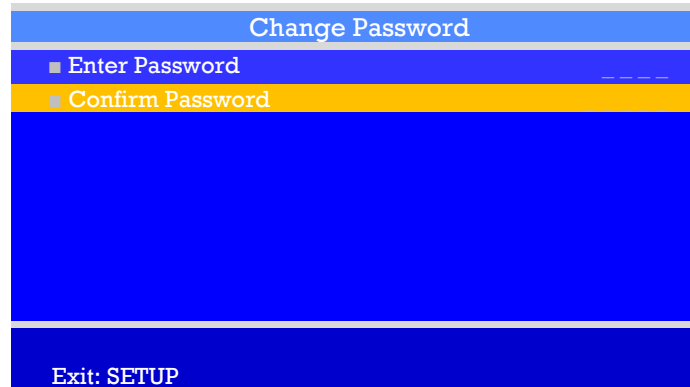 Change Password
Enter Password _ _ _ _
Confirm Password _ _ _ _
Exit: SETUP